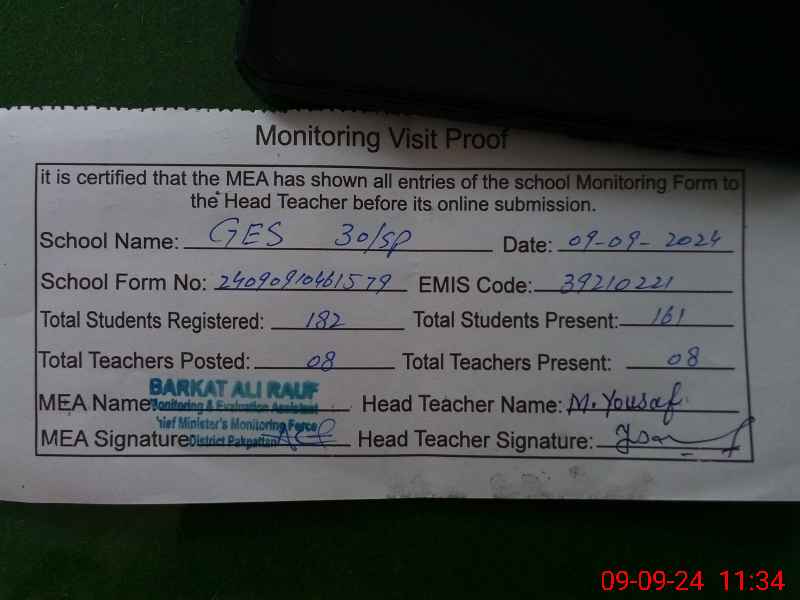 Monitoring Visit Proof
it is certified that the MEA has shown all entries of the school Monitoring Form to
the Head Teacher before its online submission.
School Name: GES 30/SP Date: 09-09-2024
School Form No: 24090910461579 EMIS Code: 39210221
Total Students Registered: 182 Total Students Present: 161
Total Teachers Posted: 08 Total Teachers Present: 08
BARKAT ALI RAUF
MEA Name Monitoring & Evaluation Assistant Head Teacher Name: M. Yousaf
Chief Minister's Monitoring Force
MEA Signature District Pakpattan Head Teacher Signature:
09-09-24 11:34